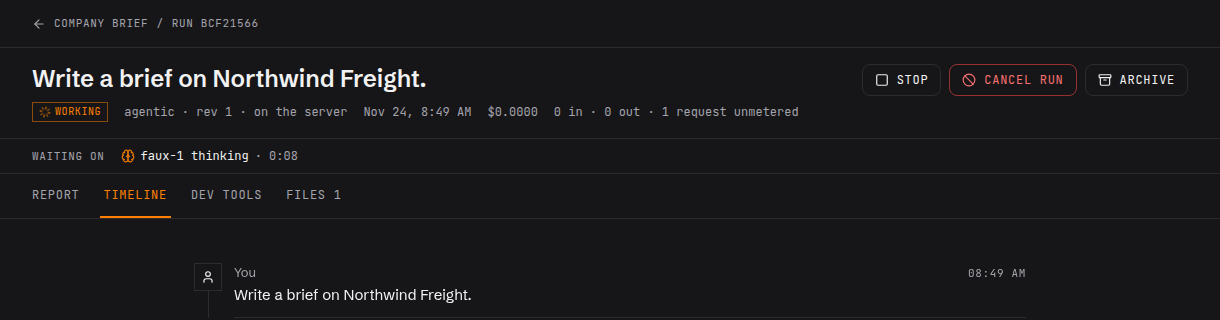 COMPANY BRIEF / RUN BCF21566
Write a brief on Northwind Freight.
STOP
CANCEL RUN
ARCHIVE
WORKING
agentic · rev 1 · on the server
Nov 24, 8:49 AM
$0.0000
0 in · 0 out · 1 request unmetered
WAITING ON
faux-1 thinking · 0:08
REPORT
TIMELINE
DEV TOOLS
FILES 1
You
08:49 AM
Write a brief on Northwind Freight.